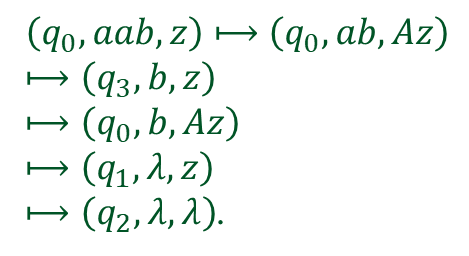 (q₀, aab, z) ⟼ (q₀, ab, Az)
⟼ (q₃, b, z)
⟼ (q₀, b, Az)
⟼ (q₁, λ, z)
⟼ (q₂, λ, λ).